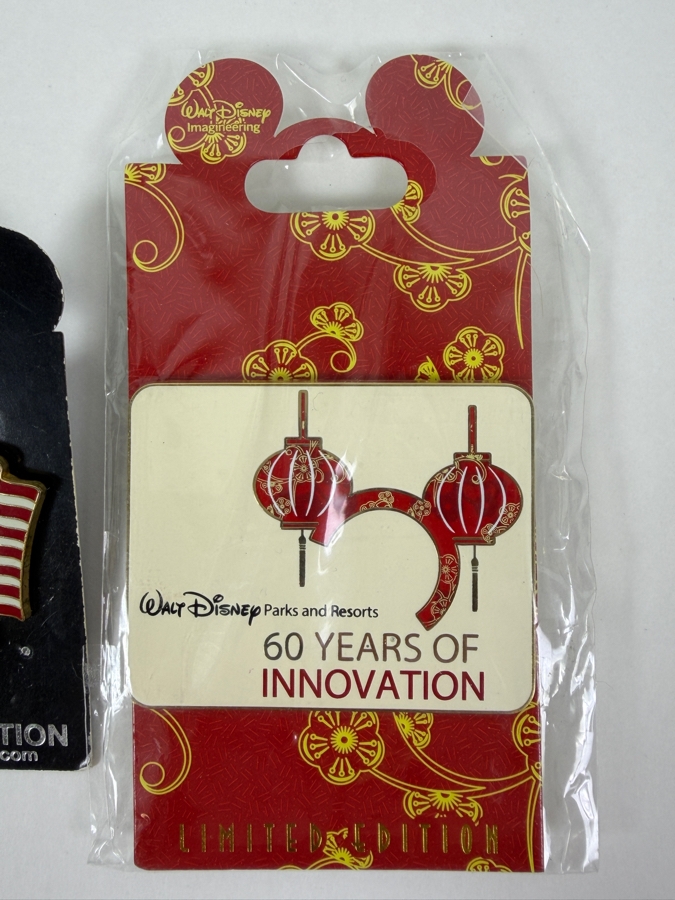 WALT DISNEY
Imagineering
WALT DISNEY Parks and Resorts
60 YEARS OF
INNOVATION
LIMITED EDITION
TION
com